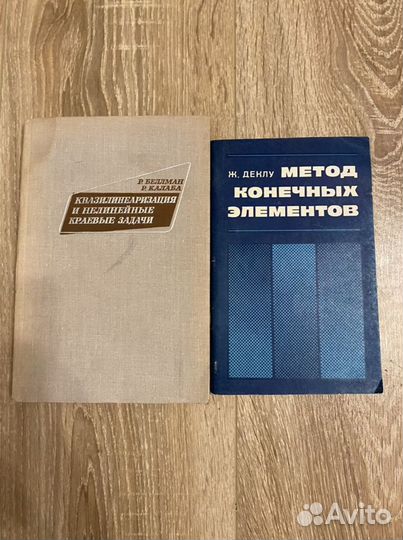 Р. БЕЛЛМАН
Р. КАЛАБА
КВАЗИЛИНЕАРИЗАЦИЯ
И НЕЛИНЕЙНЫЕ
КРАЕВЫЕ ЗАДАЧИ
Ж. ДЕКЛУ МЕТОД
КОНЕЧНЫХ
ЭЛЕМЕНТОВ
Avito